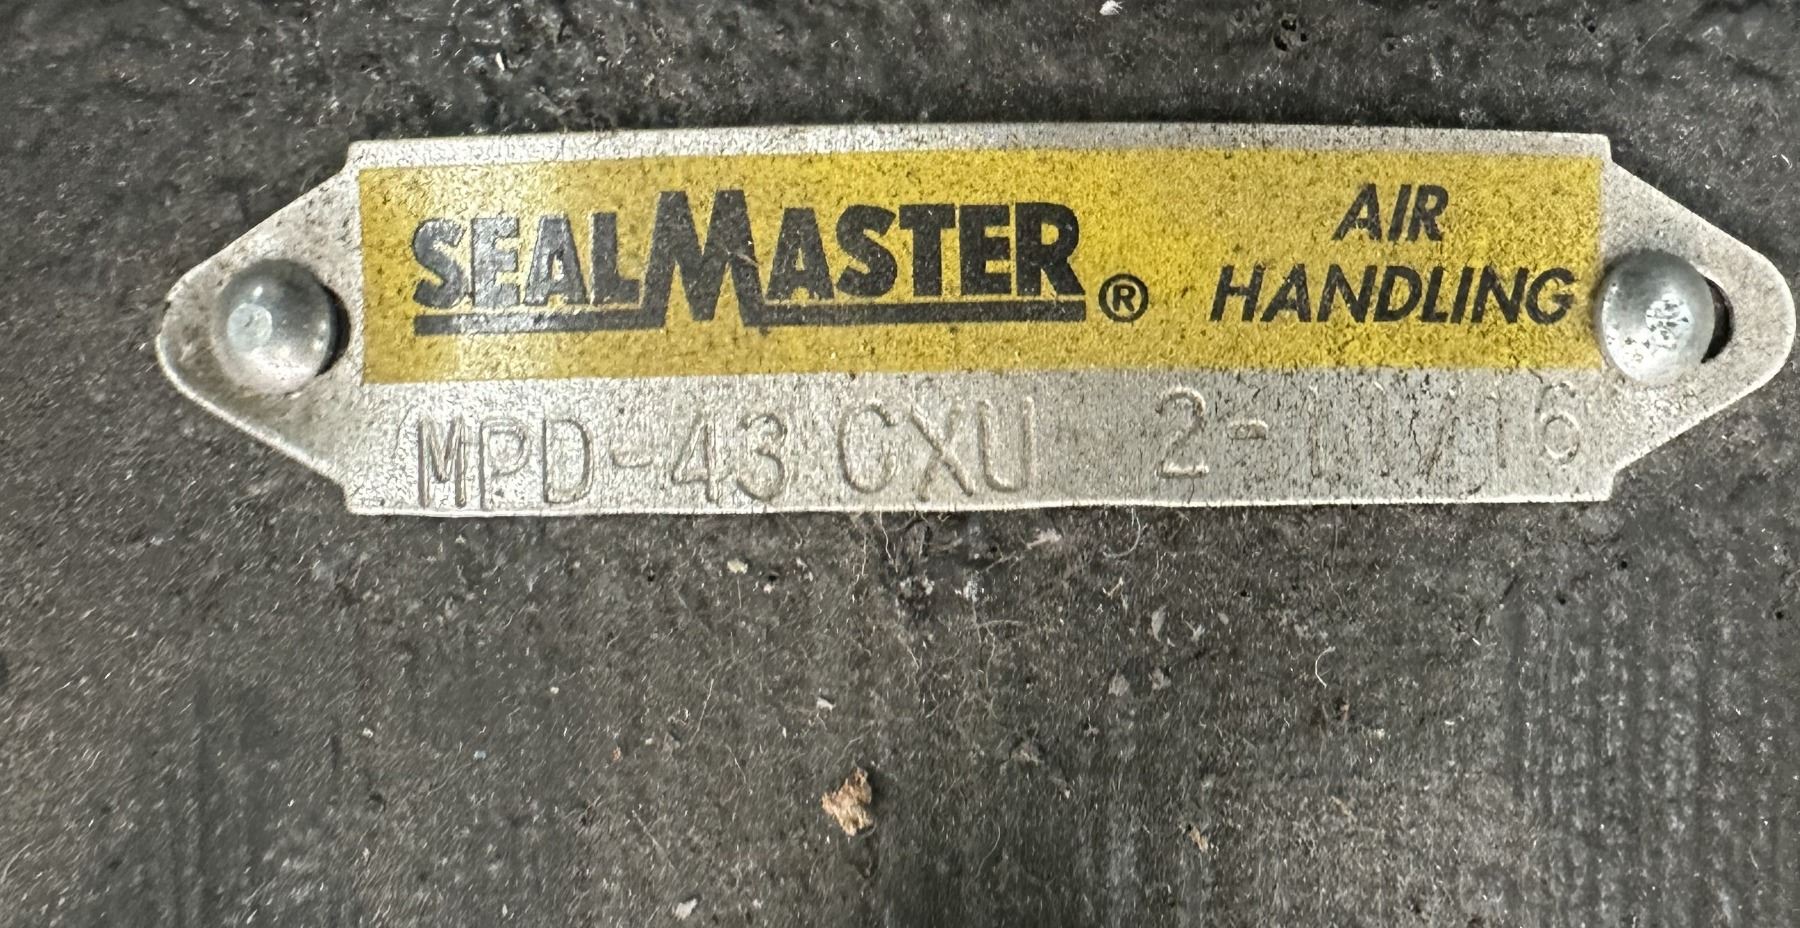 SEALMASTER® AIR HANDLING
MPD-43 CXU 2-11/16